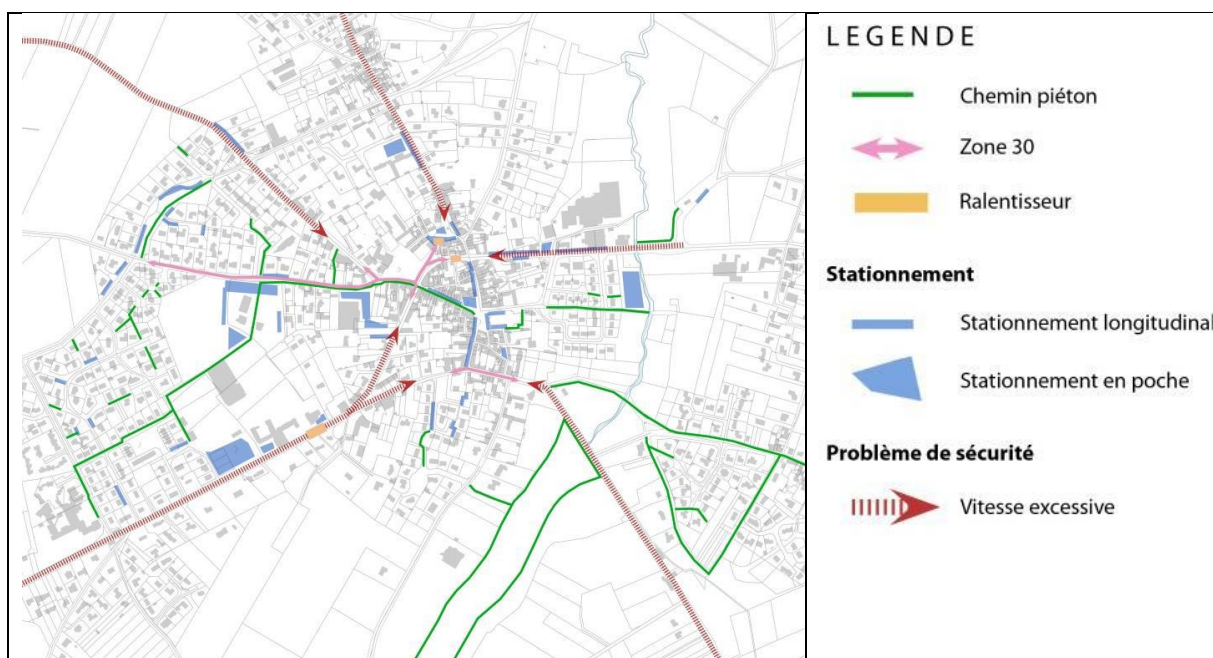 LEGENDE
Chemin piéton
Zone 30
Ralentisseur
Stationnement
Stationnement longitudinal
Stationnement en poche
Problème de sécurité
Vitesse excessive